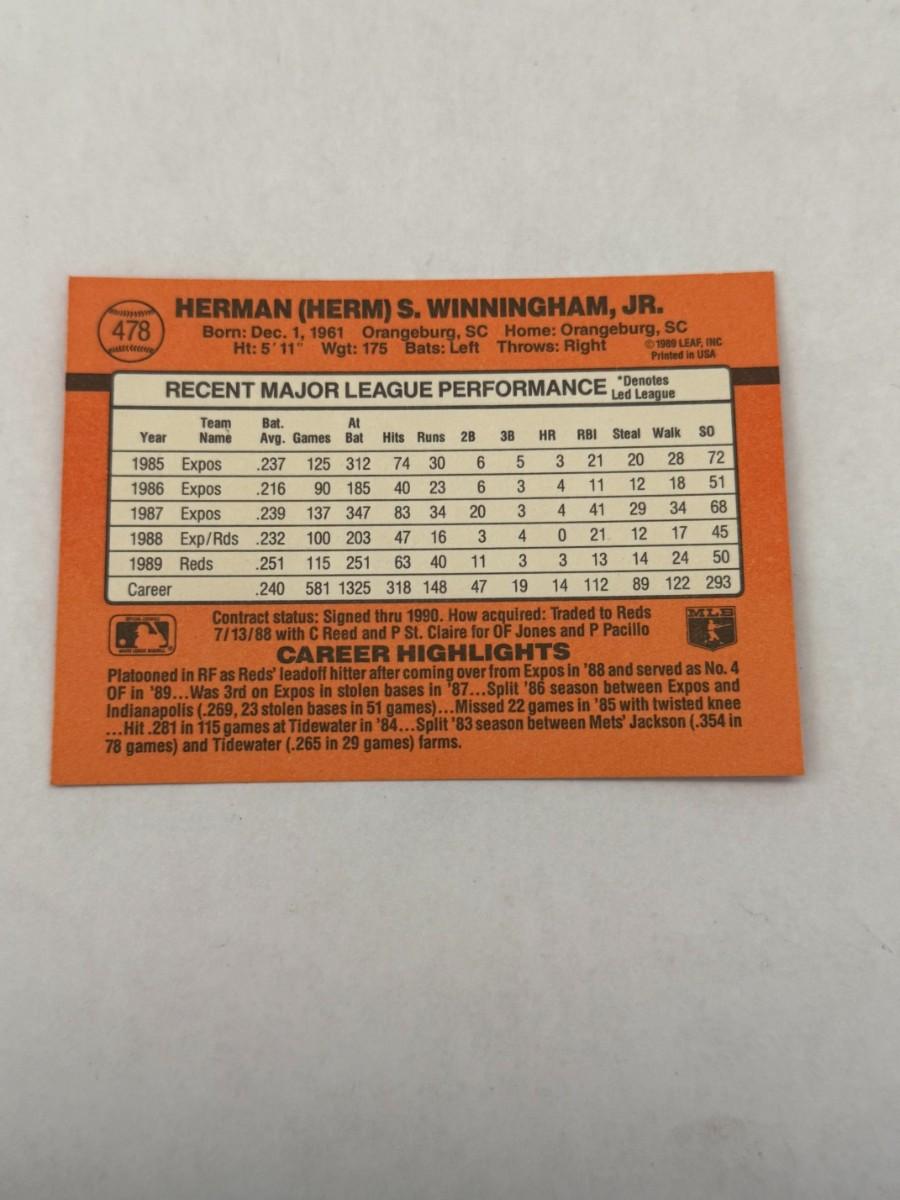 478
HERMAN (HERM) S. WINNINGHAM, JR.
Born: Dec. 1, 1961 Orangeburg, SC Home: Orangeburg, SC
Ht: 5'11" Wgt: 175 Bats: Left Throws: Right
©1989 LEAF, INC
Printed in USA
RECENT MAJOR LEAGUE PERFORMANCE *Denotes Led League
Year Team Name Bat. Avg. Games At Bat Hits Runs 2B 3B HR RBI Steal Walk SO
1985 Expos .237 125 312 74 30 6 5 3 21 20 28 72
1986 Expos .216 90 185 40 23 6 3 4 11 12 18 51
1987 Expos .239 137 347 83 34 20 3 4 41 29 34 68
1988 Exp/Rds .232 100 203 47 16 3 4 0 21 12 17 45
1989 Reds .251 115 251 63 40 11 3 3 13 14 24 50
Career .240 581 1325 318 148 47 19 14 112 89 122 293
Contract status: Signed thru 1990. How acquired: Traded to Reds
7/13/88 with C Reed and P St. Claire for OF Jones and P Pacillo
MLB
CAREER HIGHLIGHTS
Platooned in RF as Reds' leadoff hitter after coming over from Expos in '88 and served as No. 4
OF in '89...Was 3rd on Expos in stolen bases in '87...Split '86 season between Expos and
Indianapolis (.269, 23 stolen bases in 51 games)...Missed 22 games in '85 with twisted knee
...Hit .281 in 115 games at Tidewater in '84...Split '83 season between Mets' Jackson (.354 in
78 games) and Tidewater (.265 in 29 games) farms.